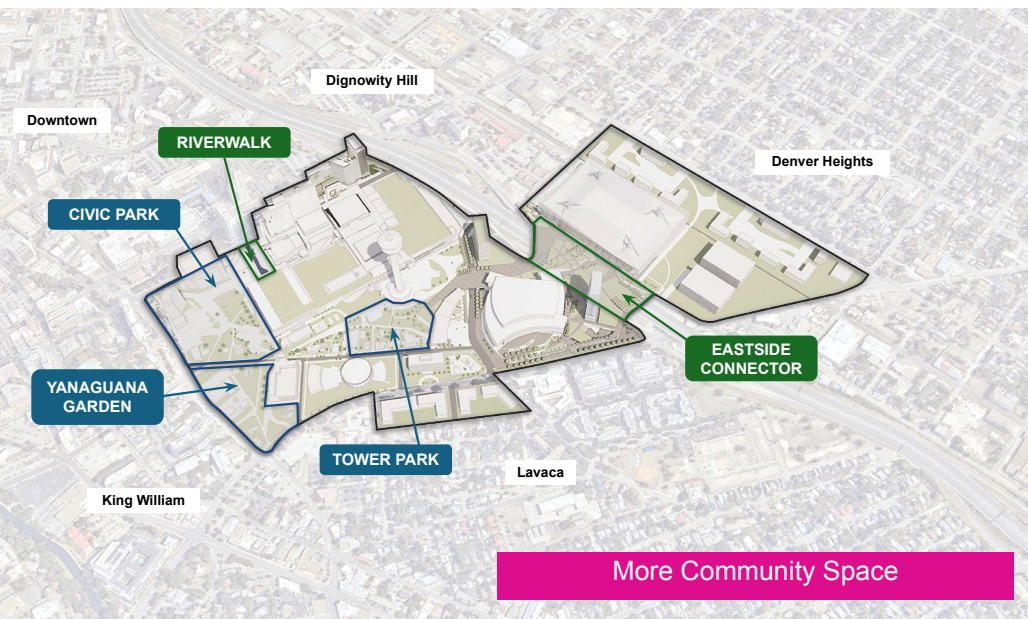 Dignowity Hill
Downtown
RIVERWALK
Denver Heights
CIVIC PARK
EASTSIDE
CONNECTOR
YANAGUANA
GARDEN
TOWER PARK
Lavaca
King William
More Community Space